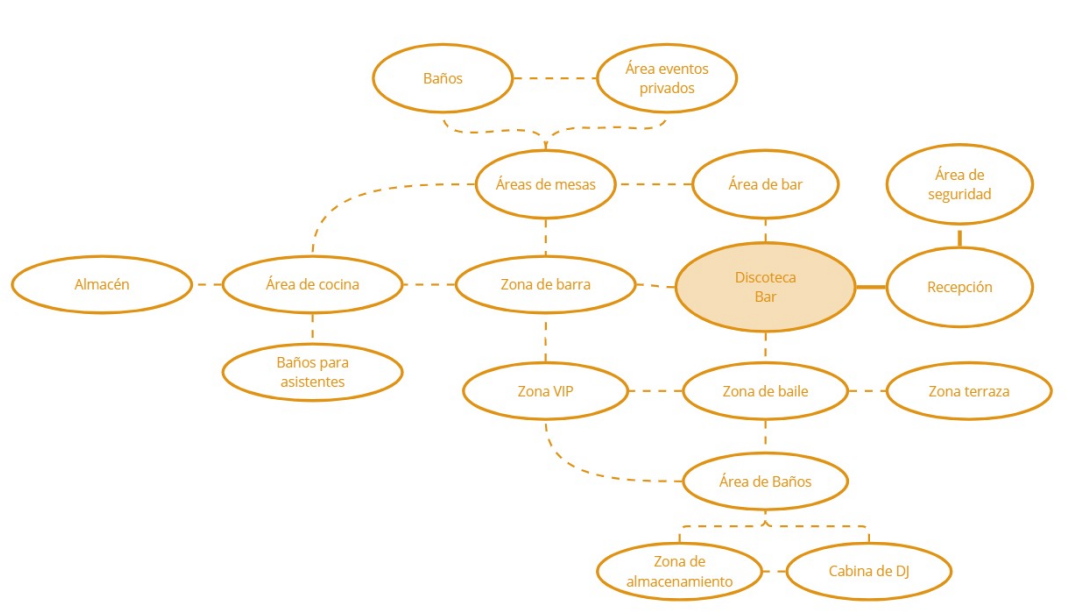 Baños
Área eventos
privados
Áreas de mesas
Área de bar
Área de
seguridad
Almacén
Área de cocina
Zona de barra
Discoteca
Bar
Recepción
Baños para
asistentes
Zona VIP
Zona de baile
Zona terraza
Área de Baños
Zona de
almacenamiento
Cabina de DJ